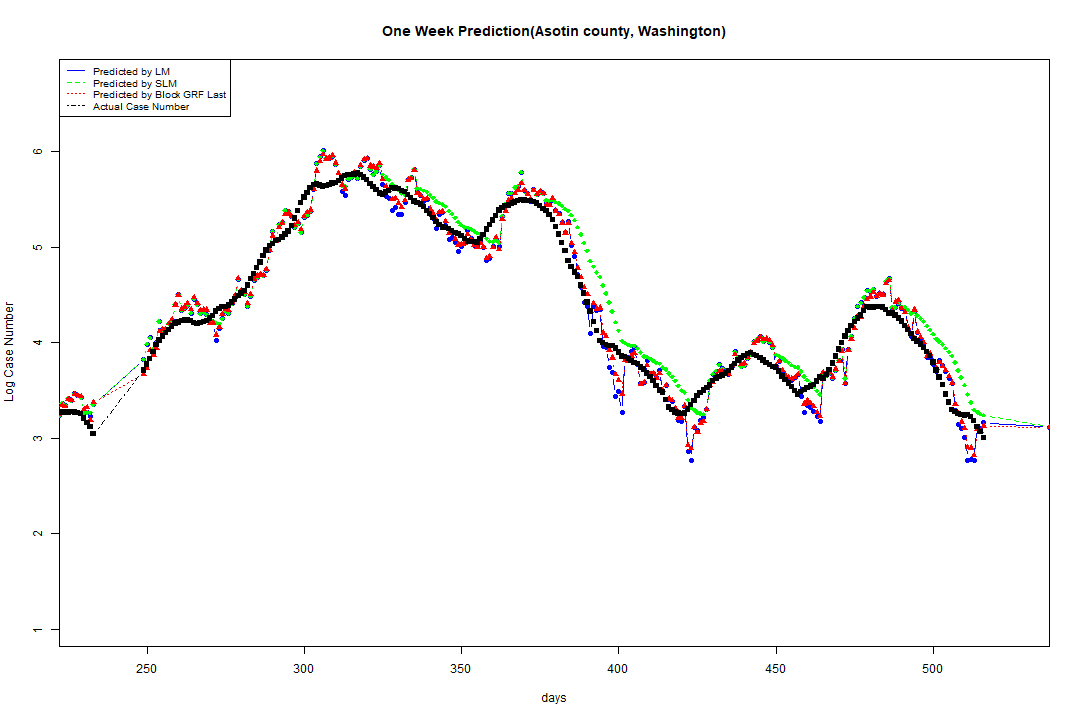 One Week Prediction(Asotin county, Washington)
Predicted by LM
Predicted by SLM
Predicted by Block GRF Last
Actual Case Number
Log Case Number
6
5
4
3
2
1
250 300 350 400 450 500
days